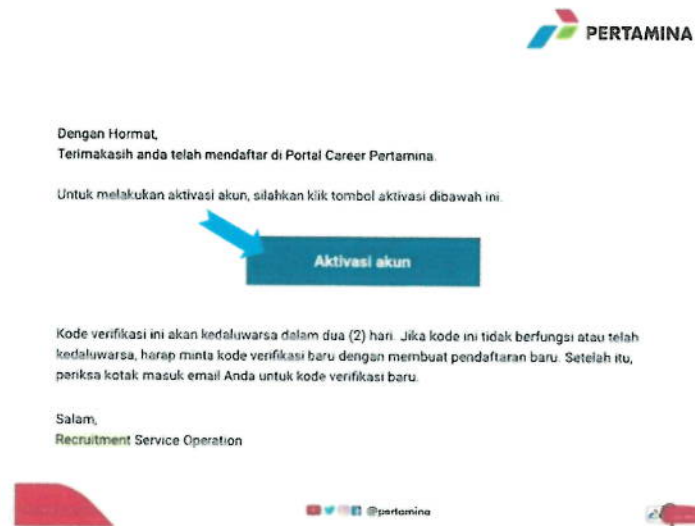 PERTAMINA
Dengan Hormat,
Terimakasih anda telah mendaftar di Portal Career Pertamina.
Untuk melakukan aktivasi akun, silahkan klik tombol aktivasi dibawah ini.
Aktivasi akun
Kode verifikasi ini akan kedaluwarsa dalam dua (2) hari. Jika kode ini tidak berfungsi atau telah
kedaluwarsa, harap minta kode verifikasi baru dengan membuat pendaftaran baru. Setelah itu,
periksa kotak masuk email Anda untuk kode verifikasi baru.
Salam,
Recruitment Service Operation
@pertamina